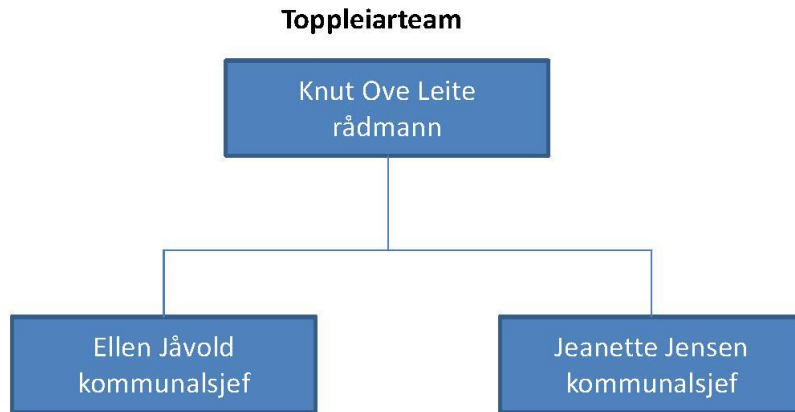 Toppleiarteam
Knut Ove Leite
rådmann
Ellen Jåvold
kommunalsjef
Jeanette Jensen
kommunalsjef